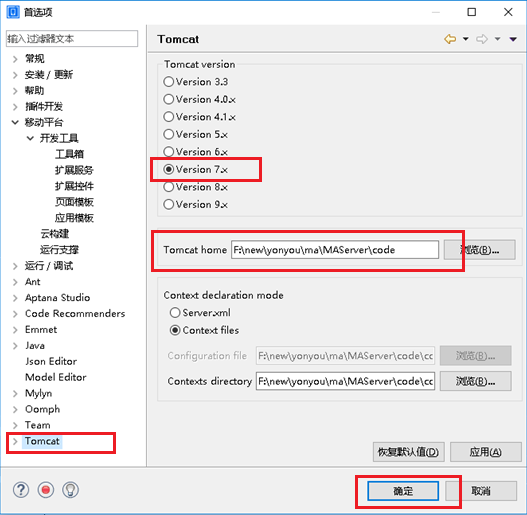 首选项
输入过滤器文本
常规
安装 / 更新
帮助
插件开发
移动平台
开发工具
工具箱
扩展服务
扩展控件
页面模板
应用模板
云构建
运行支撑
运行 / 调试
Ant
Aptana Studio
Code Recommenders
Emmet
Java
Json Editor
Model Editor
Mylyn
Oomph
Team
Tomcat
Tomcat
Tomcat version
Version 3.3
Version 4.0.x
Version 4.1.x
Version 5.x
Version 6.x
Version 7.x
Version 8.x
Version 9.x
Tomcat home F:\new\yonyou\ma\MAServer\code 浏览(B)...
Context declaration mode
Server.xml
Context files
Configuration file F:\new\yonyou\ma\MAServer\code\cc 浏览(B)...
Contexts directory F:\new\yonyou\ma\MAServer\code\cc 浏览(B)...
恢复默认值(D) 应用(A)
确定 取消